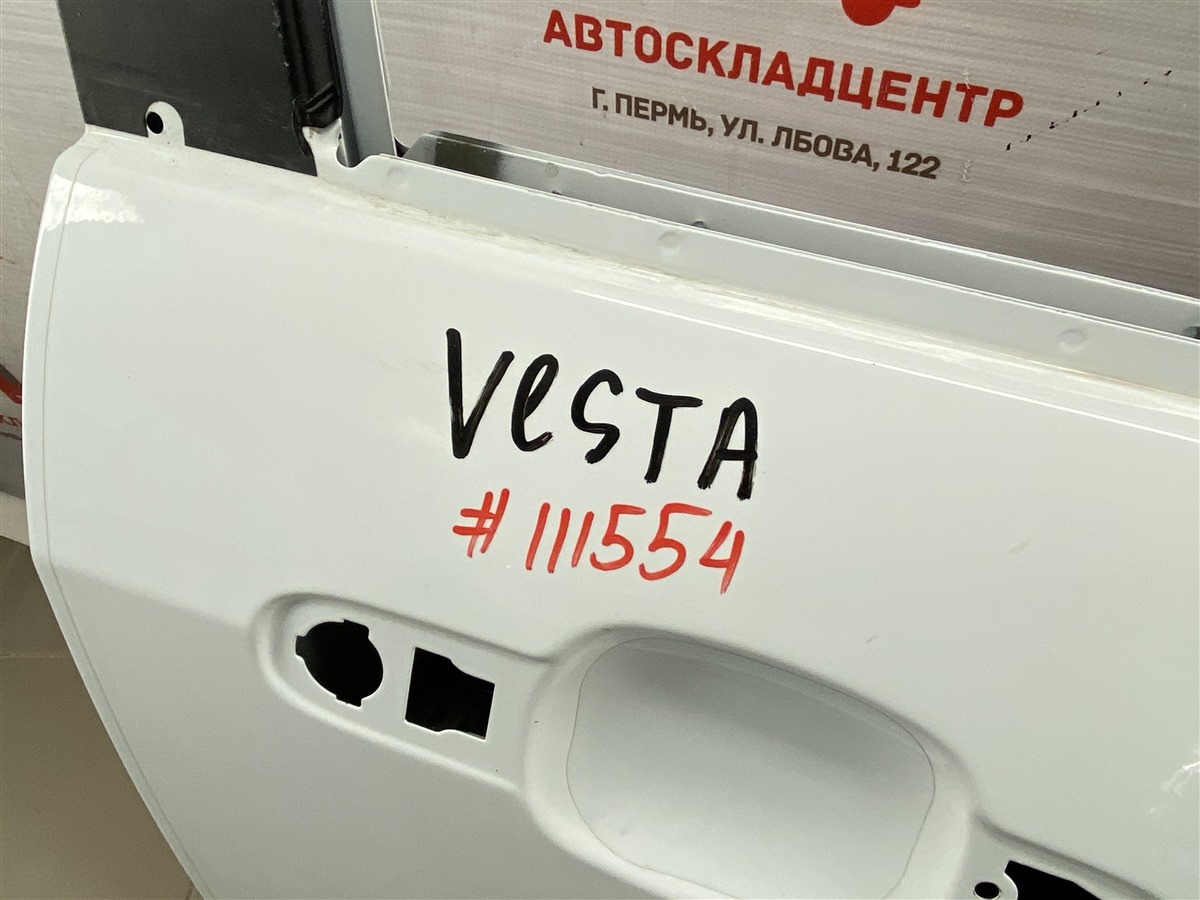 АВТОСКЛАДЦЕНТР
Г. ПЕРМЬ, УЛ. ЛБОВА, 122
VeSTA
#111554